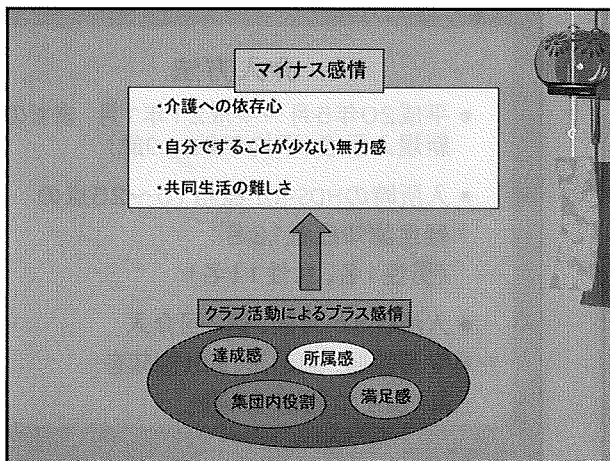 マイナス感情
・介護への依存心
・自分ですることが少ない無力感
・共同生活の難しさ
クラブ活動によるプラス感情
達成感
所属感
集団内役割
満足感